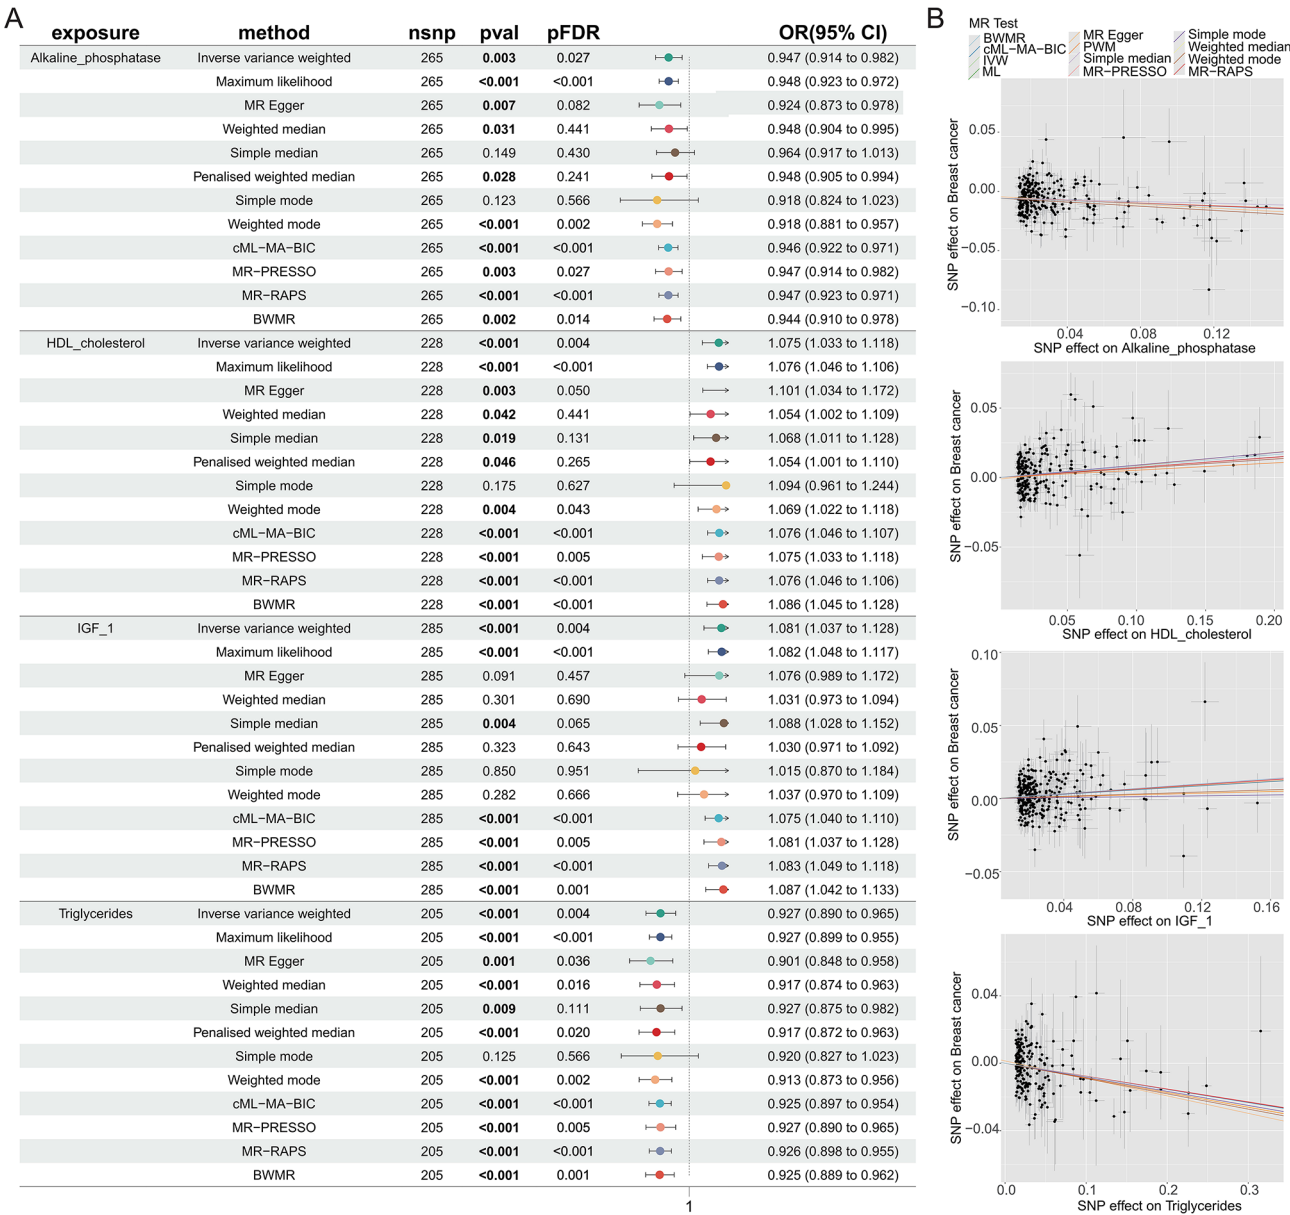 A
exposure method nsnp pval pFDR OR(95% CI)
Alkaline_phosphatase Inverse variance weighted 265 0.003 0.027 0.947 (0.914 to 0.982)
Maximum likelihood 265 <0.001 <0.001 0.948 (0.923 to 0.972)
MR Egger 265 0.007 0.082 0.924 (0.873 to 0.978)
Weighted median 265 0.031 0.441 0.948 (0.904 to 0.995)
Simple median 265 0.149 0.430 0.964 (0.917 to 1.013)
Penalised weighted median 265 0.028 0.241 0.948 (0.905 to 0.994)
Simple mode 265 0.123 0.566 0.918 (0.824 to 1.023)
Weighted mode 265 <0.001 0.002 0.918 (0.881 to 0.957)
cML−MA−BIC 265 <0.001 <0.001 0.946 (0.922 to 0.971)
MR−PRESSO 265 0.003 0.027 0.947 (0.914 to 0.982)
MR−RAPS 265 <0.001 <0.001 0.947 (0.923 to 0.971)
BWMR 265 0.002 0.014 0.944 (0.910 to 0.978)
HDL_cholesterol Inverse variance weighted 228 <0.001 0.004 1.075 (1.033 to 1.118)
Maximum likelihood 228 <0.001 <0.001 1.076 (1.046 to 1.106)
MR Egger 228 0.003 0.050 1.101 (1.034 to 1.172)
Weighted median 228 0.042 0.441 1.054 (1.002 to 1.109)
Simple median 228 0.019 0.131 1.068 (1.011 to 1.128)
Penalised weighted median 228 0.046 0.265 1.054 (1.001 to 1.110)
Simple mode 228 0.175 0.627 1.094 (0.961 to 1.244)
Weighted mode 228 0.004 0.043 1.069 (1.022 to 1.118)
cML−MA−BIC 228 <0.001 <0.001 1.076 (1.046 to 1.107)
MR−PRESSO 228 <0.001 0.005 1.075 (1.033 to 1.118)
MR−RAPS 228 <0.001 <0.001 1.076 (1.046 to 1.106)
BWMR 228 <0.001 <0.001 1.086 (1.045 to 1.128)
IGF_1 Inverse variance weighted 285 <0.001 0.004 1.081 (1.037 to 1.128)
Maximum likelihood 285 <0.001 <0.001 1.082 (1.048 to 1.117)
MR Egger 285 0.091 0.457 1.076 (0.989 to 1.172)
Weighted median 285 0.301 0.690 1.031 (0.973 to 1.094)
Simple median 285 0.004 0.065 1.088 (1.028 to 1.152)
Penalised weighted median 285 0.323 0.643 1.030 (0.971 to 1.092)
Simple mode 285 0.850 0.951 1.015 (0.870 to 1.184)
Weighted mode 285 0.282 0.666 1.037 (0.970 to 1.109)
cML−MA−BIC 285 <0.001 <0.001 1.075 (1.040 to 1.110)
MR−PRESSO 285 <0.001 0.005 1.081 (1.037 to 1.128)
MR−RAPS 285 <0.001 <0.001 1.083 (1.049 to 1.118)
BWMR 285 <0.001 0.001 1.087 (1.042 to 1.133)
Triglycerides Inverse variance weighted 205 <0.001 0.004 0.927 (0.890 to 0.965)
Maximum likelihood 205 <0.001 <0.001 0.927 (0.899 to 0.955)
MR Egger 205 0.001 0.036 0.901 (0.848 to 0.958)
Weighted median 205 <0.001 0.016 0.917 (0.874 to 0.963)
Simple median 205 0.009 0.111 0.927 (0.875 to 0.982)
Penalised weighted median 205 <0.001 0.020 0.917 (0.872 to 0.963)
Simple mode 205 0.125 0.566 0.920 (0.827 to 1.023)
Weighted mode 205 <0.001 0.002 0.913 (0.873 to 0.956)
cML−MA−BIC 205 <0.001 <0.001 0.925 (0.897 to 0.954)
MR−PRESSO 205 <0.001 0.005 0.927 (0.890 to 0.965)
MR−RAPS 205 <0.001 <0.001 0.926 (0.898 to 0.955)
BWMR 205 <0.001 0.001 0.925 (0.889 to 0.962)
1
B
MR Test
BWMR MR Egger Simple mode
cML−MA−BIC PWM Weighted median
IVW Simple median Weighted mode
ML MR−PRESSO MR−RAPS
SNP effect on Breast cancer
0.05
0.00
−0.05
−0.10
0.04 0.08 0.12
SNP effect on Alkaline_phosphatase
SNP effect on Breast cancer
0.05
0.00
−0.05
0.05 0.10 0.15 0.20
SNP effect on HDL_cholesterol
SNP effect on Breast cancer
0.10
0.05
0.00
−0.05
0.04 0.08 0.12 0.16
SNP effect on IGF_1
SNP effect on Breast cancer
0.04
0.00
−0.04
0.0 0.1 0.2 0.3
SNP effect on Triglycerides